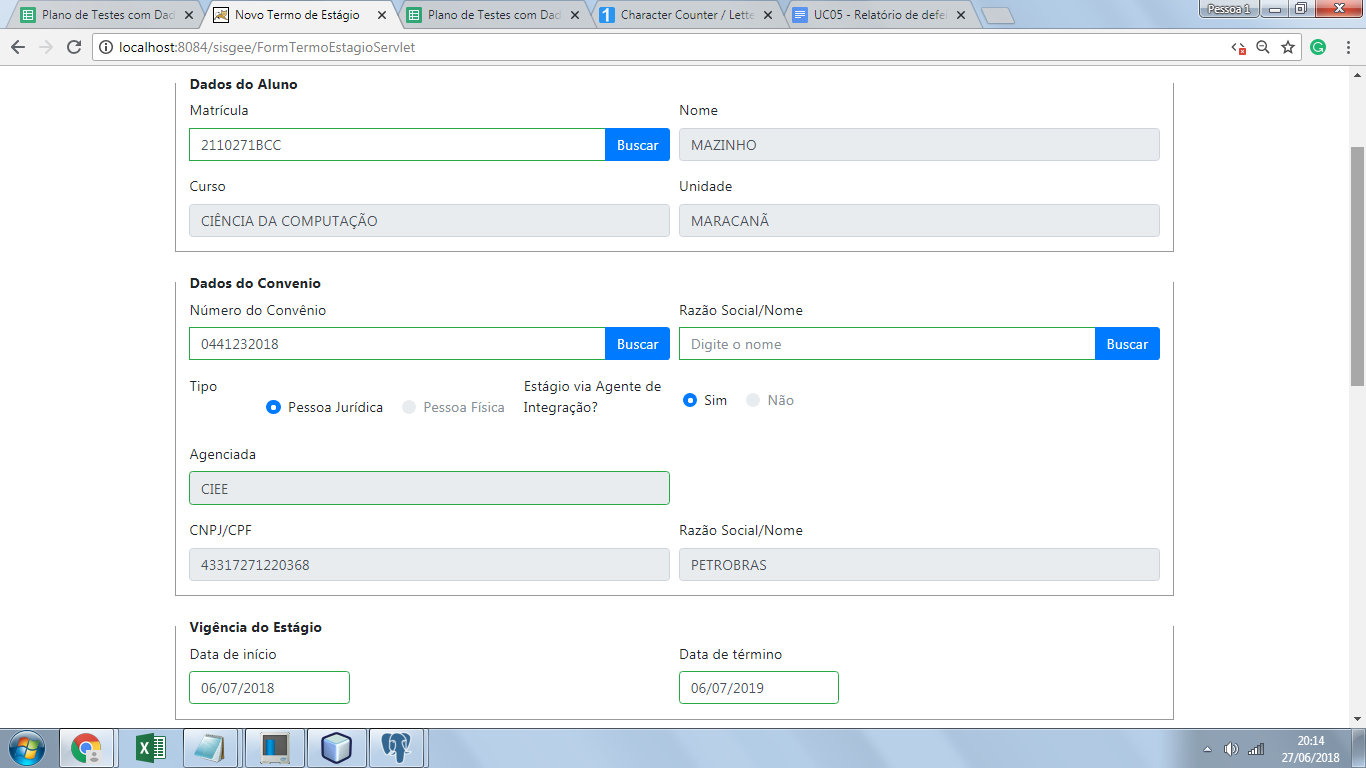 Plano de Testes com Dad
Novo Termo de Estágio
Plano de Testes com Dad
Character Counter / Lette
UC05 - Relatório de defei
Pessoa 1
localhost:8084/sisgee/FormTermoEstagioServlet
Dados do Aluno
Matrícula Nome
2110271BCC Buscar MAZINHO
Curso Unidade
CIÊNCIA DA COMPUTAÇÃO MARACANÃ
Dados do Convenio
Número do Convênio Razão Social/Nome
0441232018 Buscar Digite o nome Buscar
Tipo Pessoa Jurídica Pessoa Física Estágio via Agente de
Integração? Sim Não
Agenciada
CIEE
CNPJ/CPF Razão Social/Nome
43317271220368 PETROBRAS
Vigência do Estágio
Data de início Data de término
06/07/2018 06/07/2019
20:14
27/06/2018